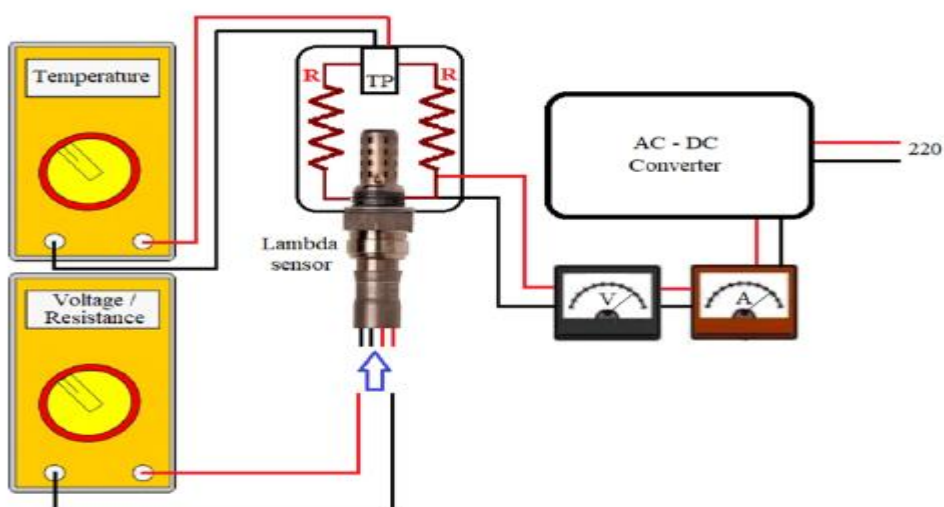 Temperature
R
TP
R
AC - DC
Converter
220
Lambda
sensor
Voltage /
Resistance
V
A